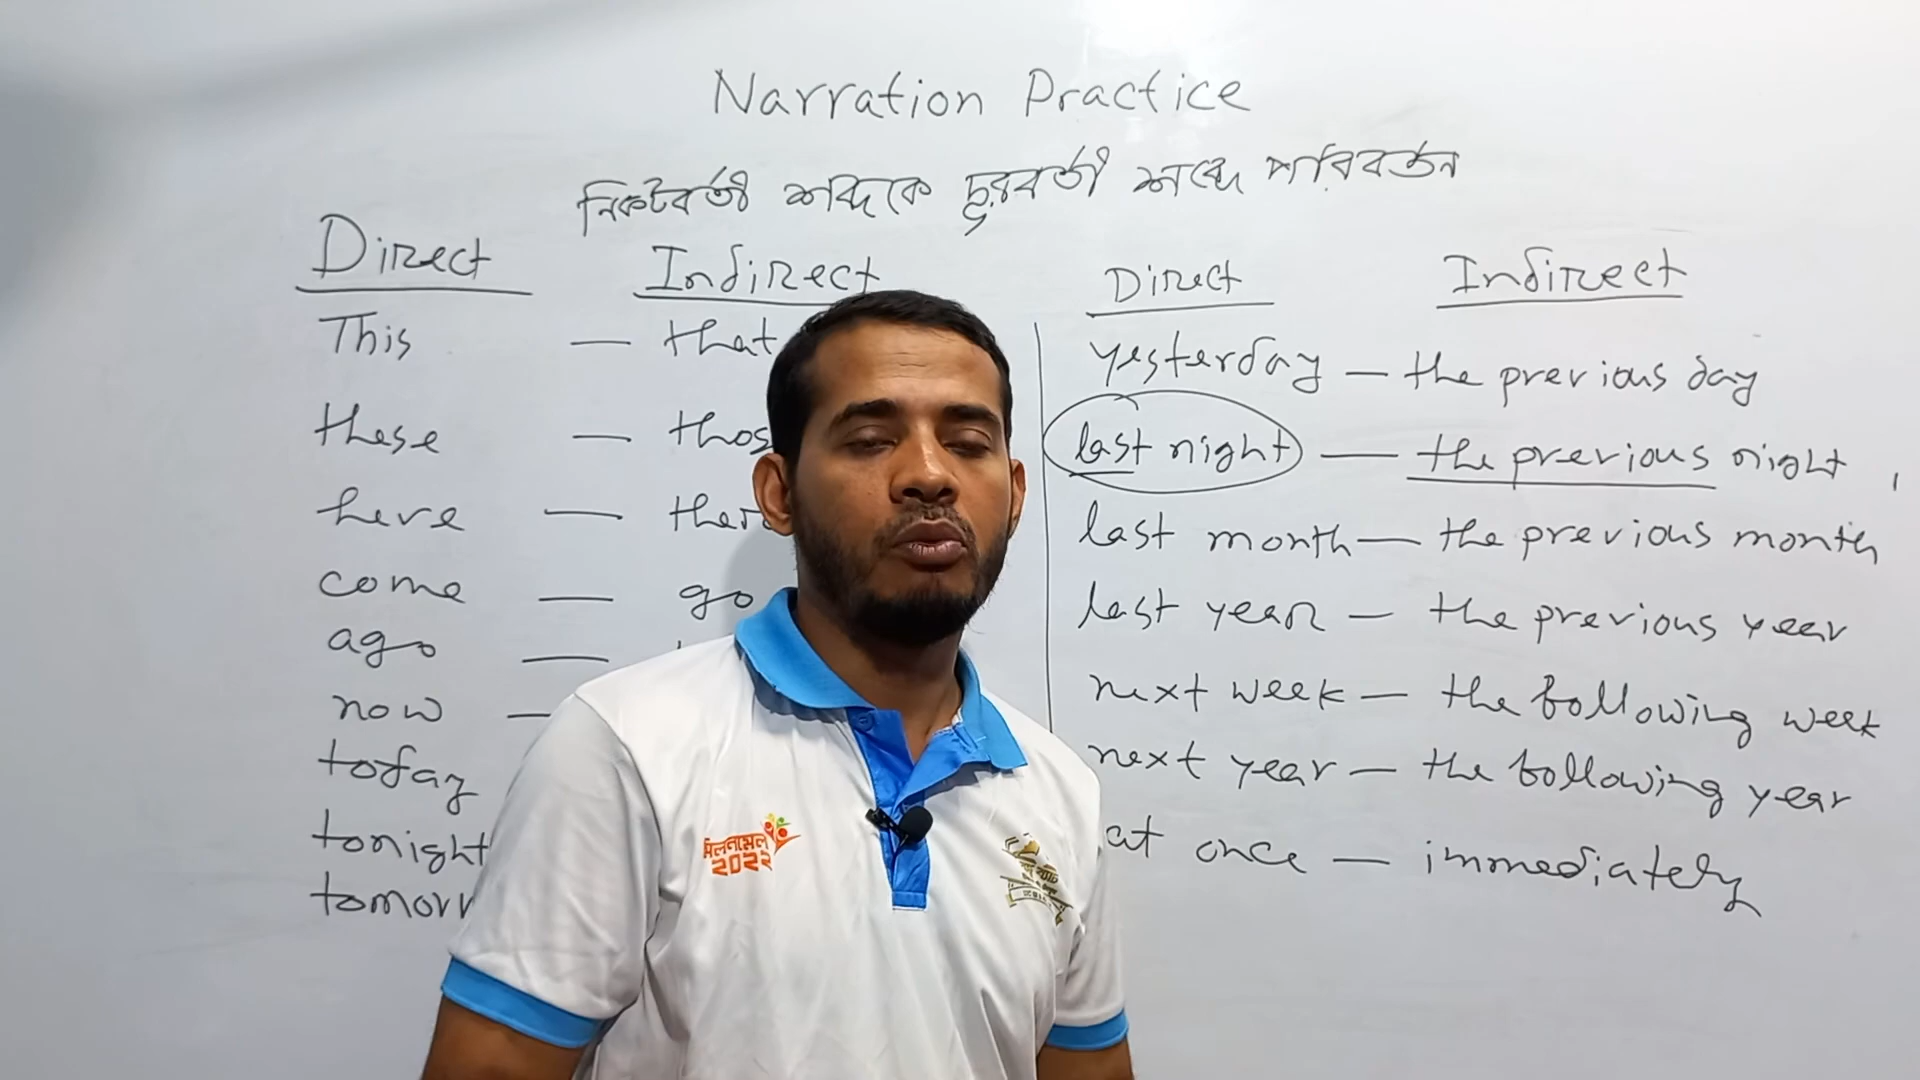 Narration Practice
নিকটবর্তী শব্দকে দূরবর্তী শব্দে পরিবর্তন
Direct Indirect
This — that
these — thos
here — ther
come — go
ago —
now —
today
tonight
tomorr
Direct Indirect
yesterday — the previous day
last night — the previous night
last month — the previous month
last year — the previous year
next week — the following week
next year — the following year
at once — immediately
মিলনমেলা
২০২২